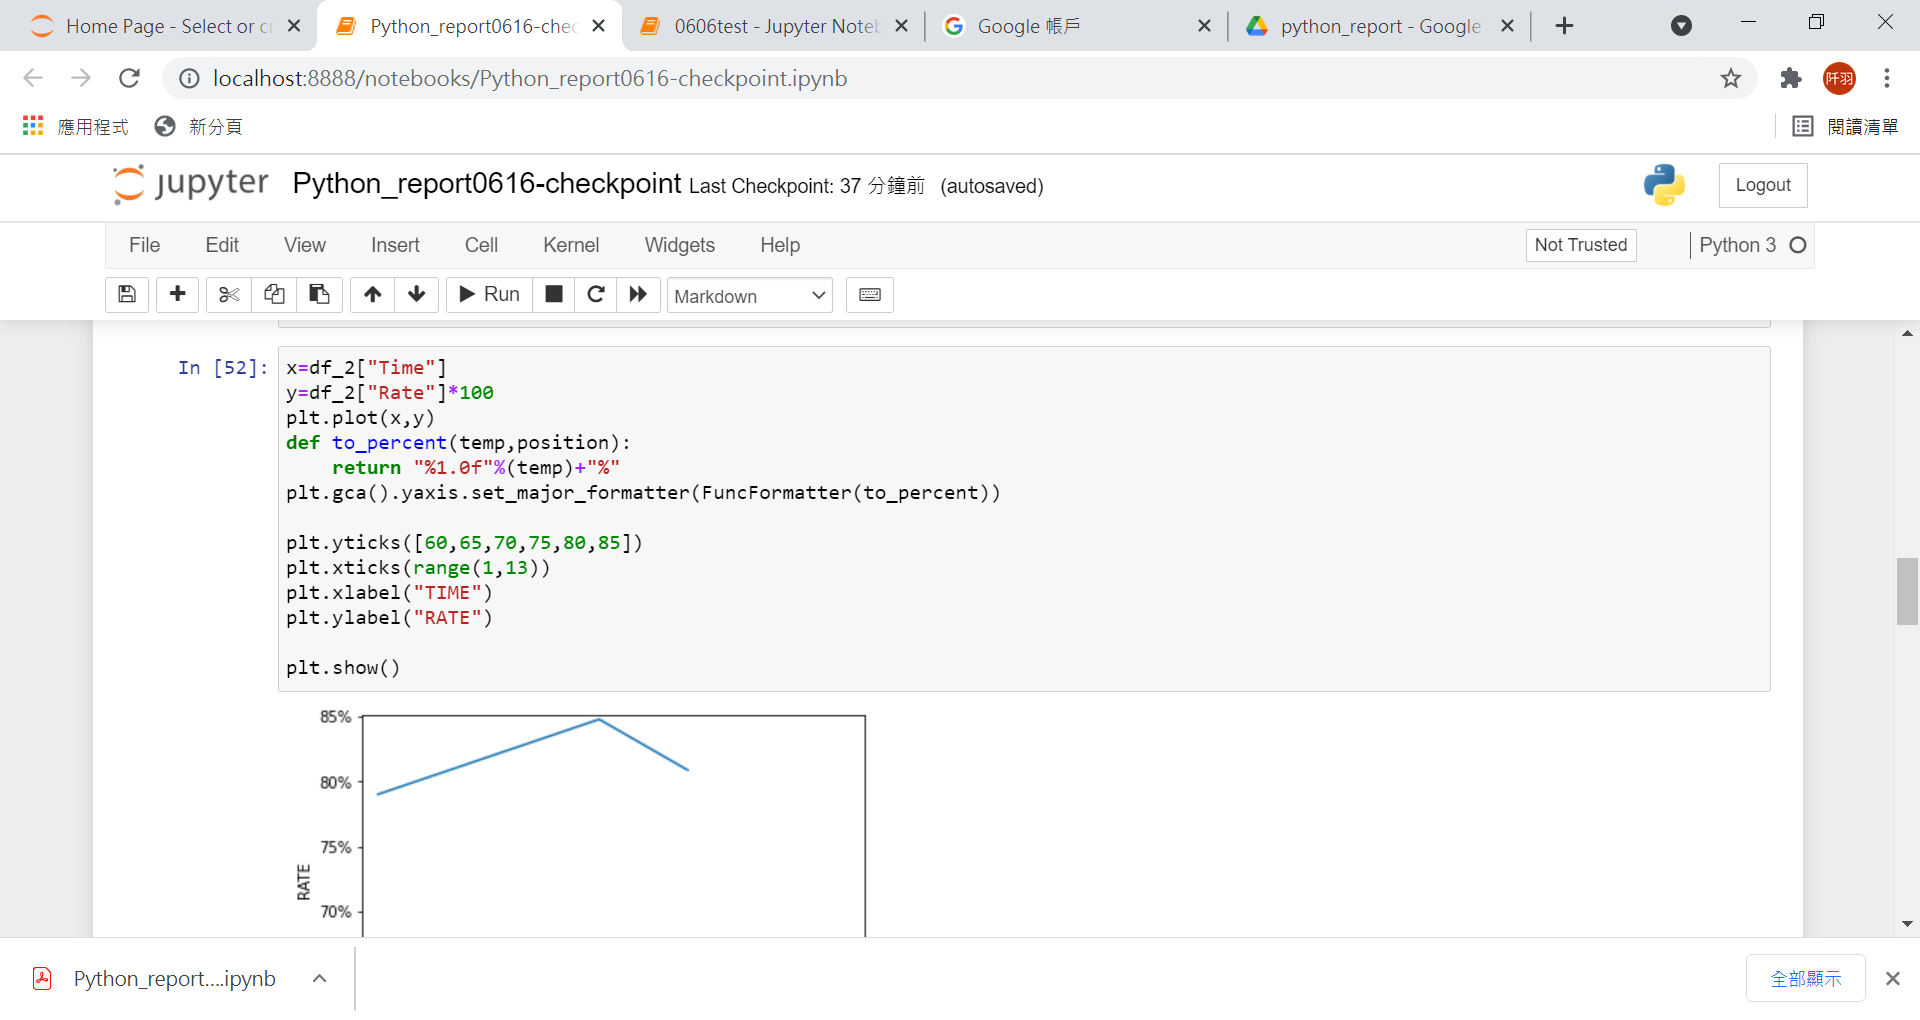 Home Page - Select or cr
Python_report0616-chec
0606test - Jupyter Noteb
Google 帳戶
python_report - Google
localhost:8888/notebooks/Python_report0616-checkpoint.ipynb
阡羽
應用程式
新分頁
閱讀清單
jupyter
Python_report0616-checkpoint Last Checkpoint: 37 分鐘前 (autosaved)
Logout
File Edit View Insert Cell Kernel Widgets Help
Not Trusted
Python 3
Run
Markdown
In [52]:
x=df_2["Time"]
y=df_2["Rate"]*100
plt.plot(x,y)
def to_percent(temp,position):
    return "%1.0f"%(temp)+"%"
plt.gca().yaxis.set_major_formatter(FuncFormatter(to_percent))
plt.yticks([60,65,70,75,80,85])
plt.xticks(range(1,13))
plt.xlabel("TIME")
plt.ylabel("RATE")
plt.show()
85%
80%
75%
RATE
70%
Python_report....ipynb
全部顯示